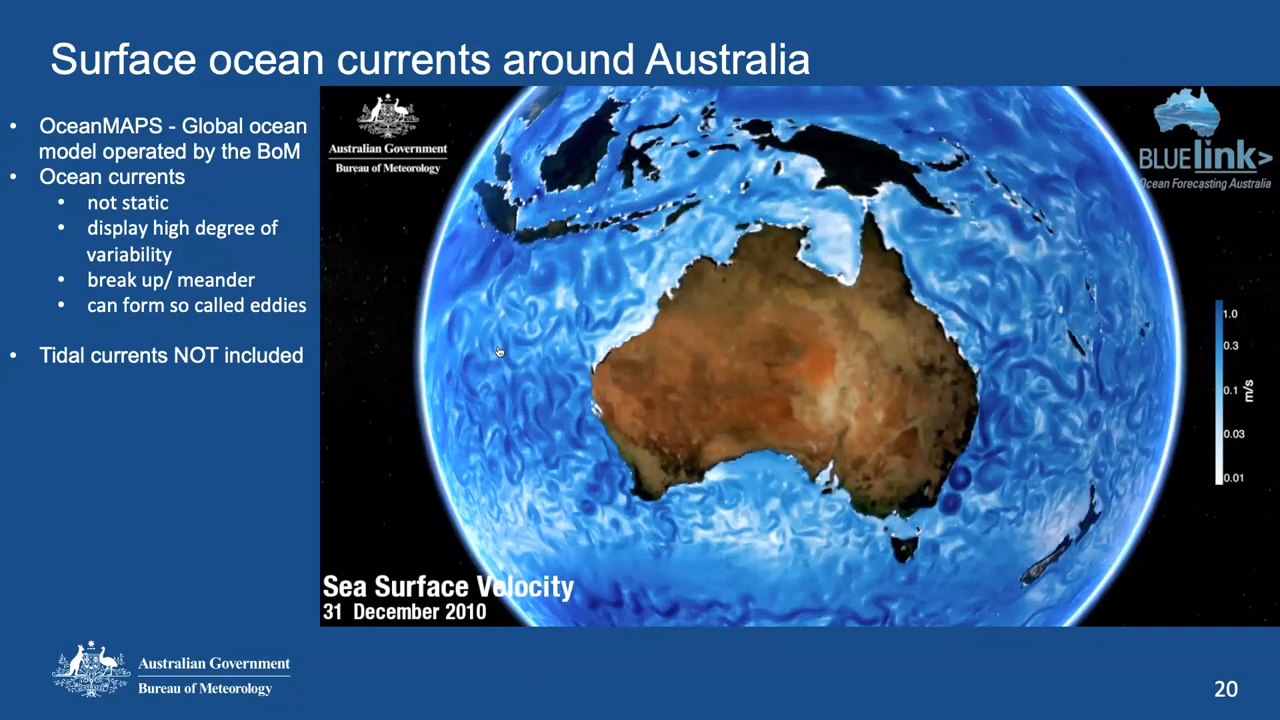 Surface ocean currents around Australia
• OceanMAPS - Global ocean
model operated by the BoM
• Ocean currents
• not static
• display high degree of
variability
• break up/ meander
• can form so called eddies
• Tidal currents NOT included
Australian Government
Bureau of Meteorology
BLUElink>
Ocean Forecasting Australia
1.0
0.3
0.1
0.03
0.01
m/s
Sea Surface Velocity
31 December 2010
Australian Government
Bureau of Meteorology
20